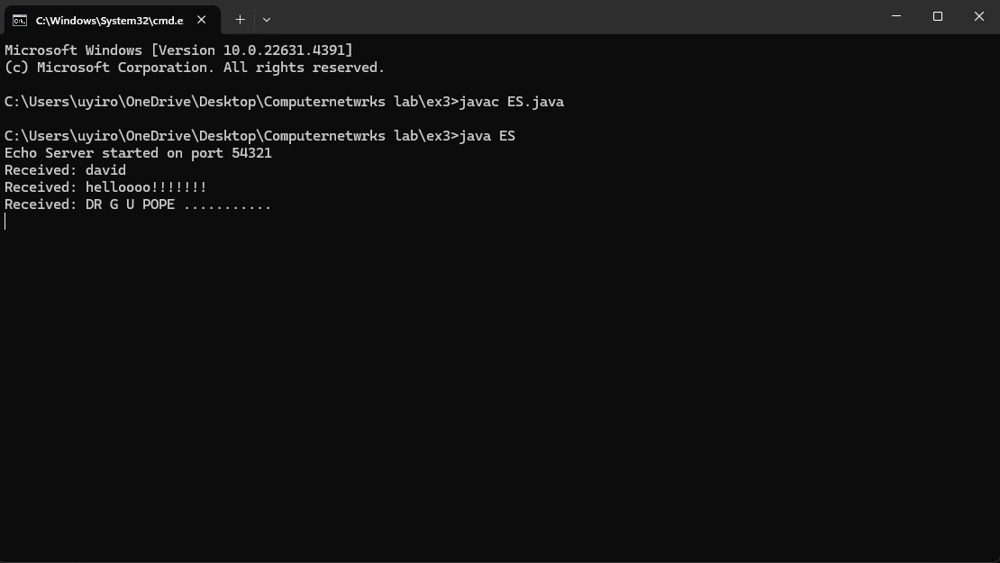 C:\Windows\System32\cmd.e
Microsoft Windows [Version 10.0.22631.4391]
(c) Microsoft Corporation. All rights reserved.
C:\Users\uyiro\OneDrive\Desktop\Computernetwrks lab\ex3>javac ES.java
C:\Users\uyiro\OneDrive\Desktop\Computernetwrks lab\ex3>java ES
Echo Server started on port 54321
Received: david
Received: helloooo!!!!!!!
Received: DR G U POPE ...........